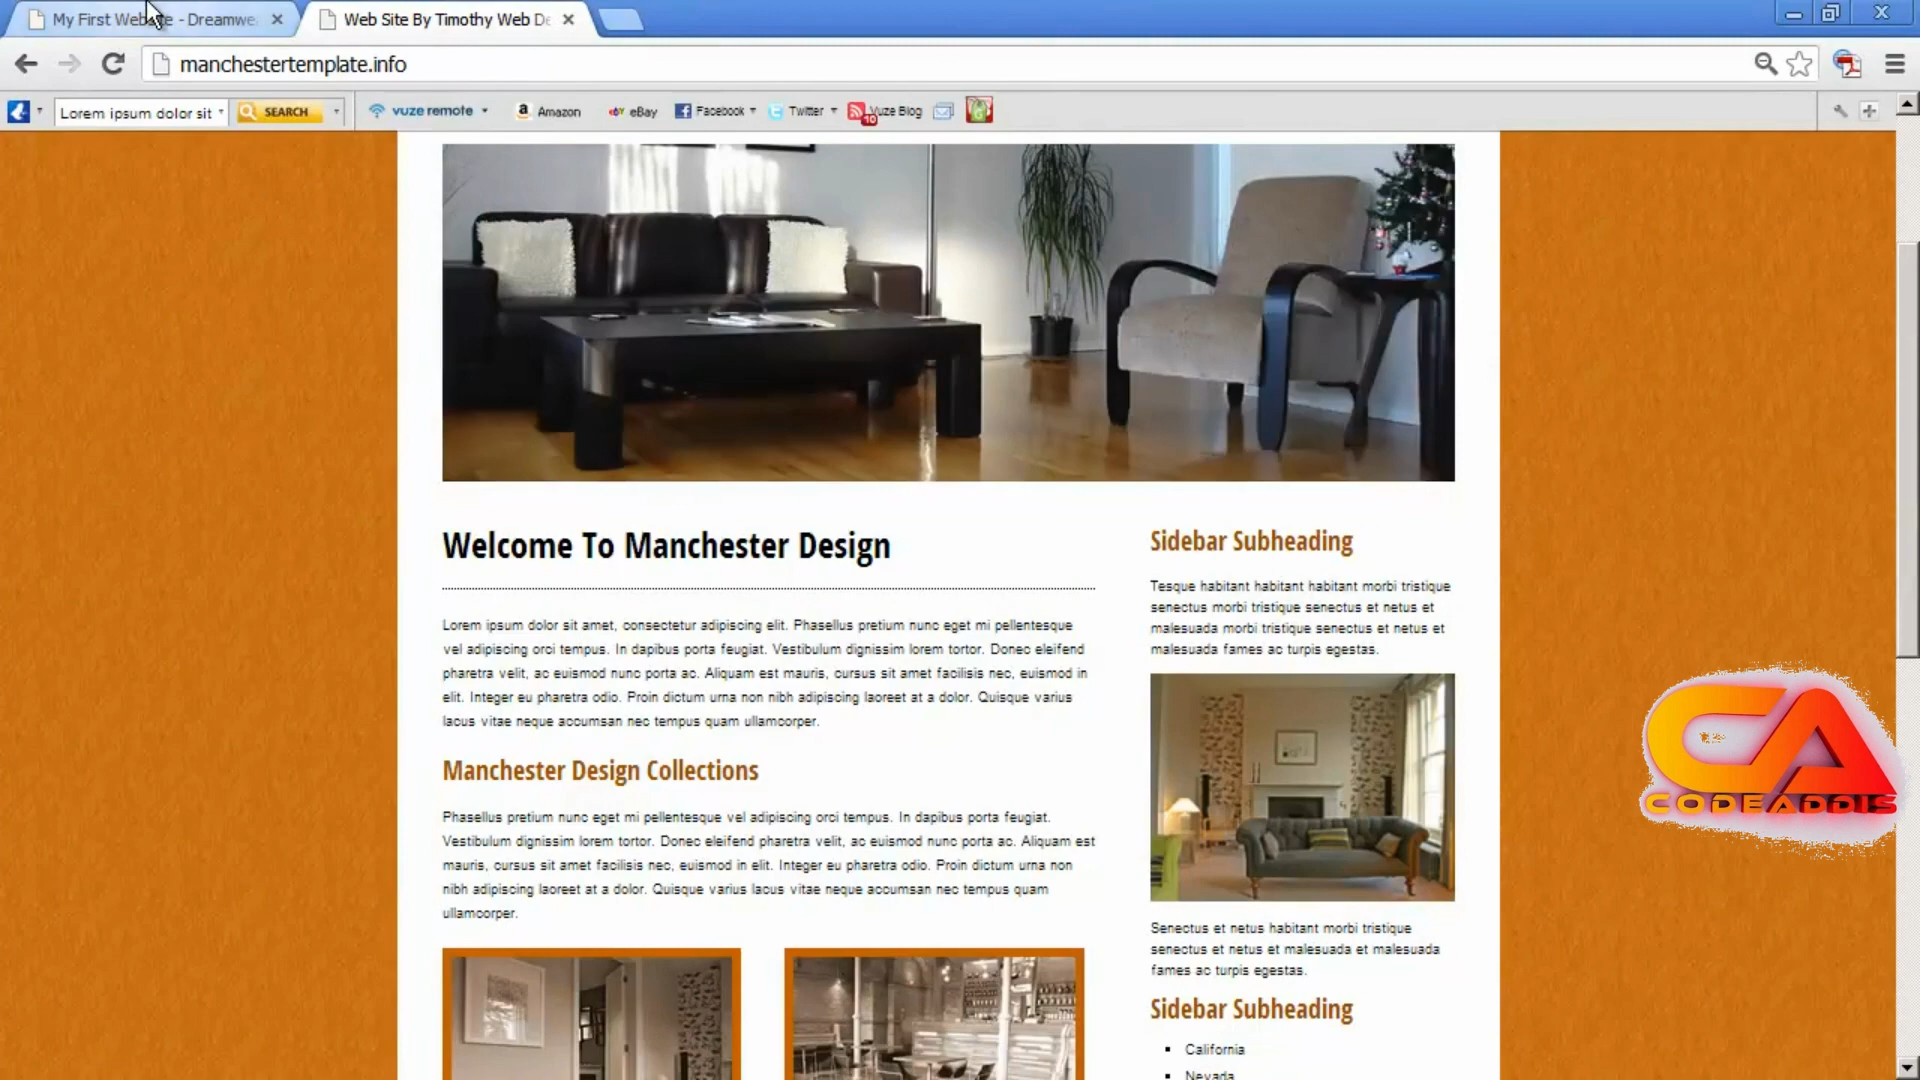 My First Website - Dreamwe
Web Site By Timothy Web De
manchestertemplate.info
Lorem ipsum dolor sit
SEARCH
vuze remote
Amazon
eBay
Facebook
Twitter
10
Vuze Blog
Welcome To Manchester Design
Lorem ipsum dolor sit amet, consectetur adipiscing elit. Phasellus pretium nunc eget mi pellentesque
vel adipiscing orci tempus. In dapibus porta feugiat. Vestibulum dignissim lorem tortor. Donec eleifend
pharetra velit, ac euismod nunc porta ac. Aliquam est mauris, cursus sit amet facilisis nec, euismod in
elit. Integer eu pharetra odio. Proin dictum urna non nibh adipiscing laoreet at a dolor. Quisque varius
lacus vitae neque accumsan nec tempus quam ullamcorper.
Manchester Design Collections
Phasellus pretium nunc eget mi pellentesque vel adipiscing orci tempus. In dapibus porta feugiat.
Vestibulum dignissim lorem tortor. Donec eleifend pharetra velit, ac euismod nunc porta ac. Aliquam est
mauris, cursus sit amet facilisis nec, euismod in elit. Integer eu pharetra odio. Proin dictum urna non
nibh adipiscing laoreet at a dolor. Quisque varius lacus vitae neque accumsan nec tempus quam
ullamcorper.
Sidebar Subheading
Tesque habitant habitant habitant morbi tristique
senectus morbi tristique senectus et netus et
malesuada morbi tristique senectus et netus et
malesuada fames ac turpis egestas.
Senectus et netus habitant morbi tristique
senectus et netus et malesuada et malesuada
fames ac turpis egestas.
Sidebar Subheading
California
Nevada
CA
CODEADDIS